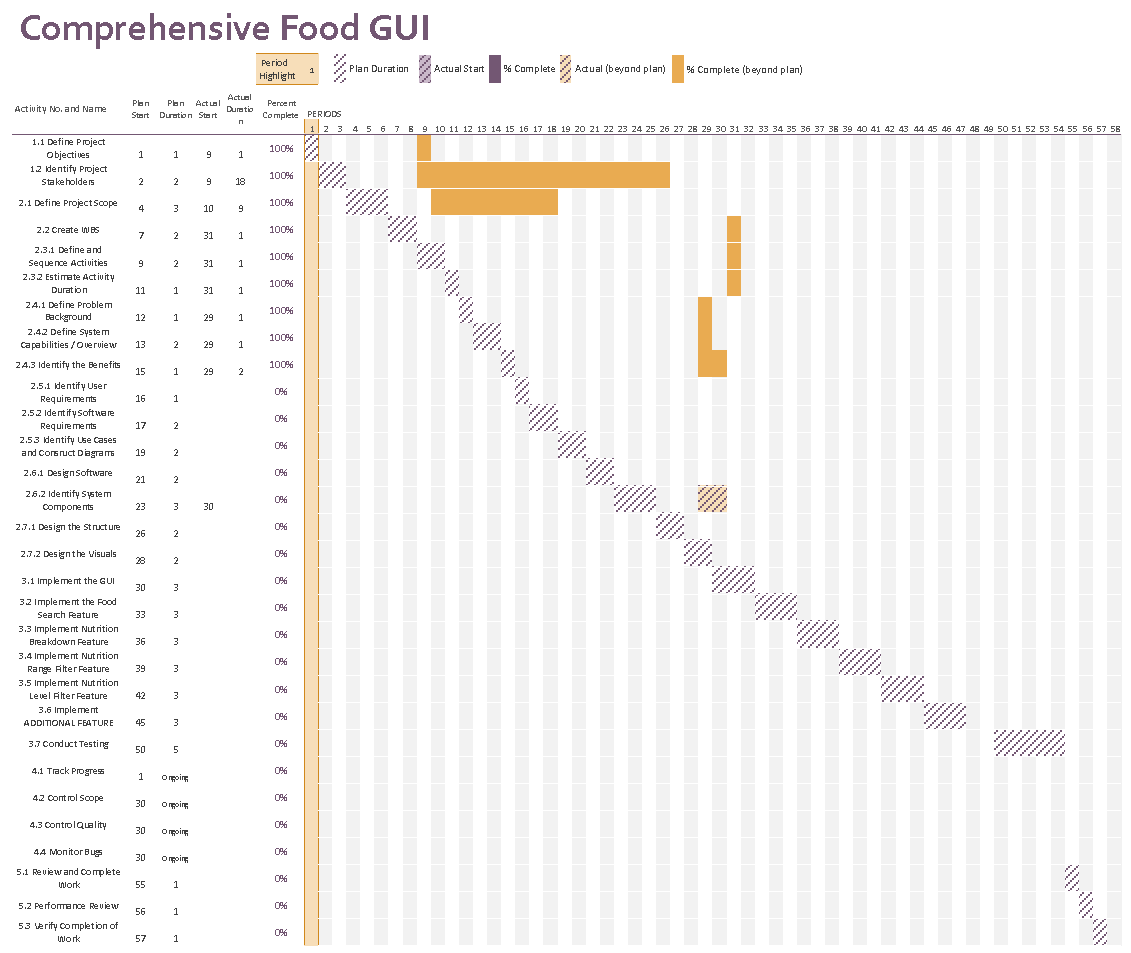 Comprehensive Food GUI
Period Highlight 1 Plan Duration Actual Start % Complete Actual (beyond plan) % Complete (beyond plan)
Activity No. and Name Plan Start Plan Duration Actual Start Actual Duration Percent Complete PERIODS
1 2 3 4 5 6 7 8 9 10 11 12 13 14 15 16 17 18 19 20 21 22 23 24 25 26 27 28 29 30 31 32 33 34 35 36 37 38 39 40 41 42 43 44 45 46 47 48 49 50 51 52 53 54 55 56 57 58
1.1 Define Project Objectives 1 1 9 1 100%
1.2 Identify Project Stakeholders 2 2 9 18 100%
2.1 Define Project Scope 4 3 10 9 100%
2.2 Create WBS 7 2 31 1 100%
2.3.1 Define and Sequence Activities 9 2 31 1 100%
2.3.2 Estimate Activity Duration 11 1 31 1 100%
2.4.1 Define Problem Background 12 1 29 1 100%
2.4.2 Define System Capabilities / Overview 13 2 29 1 100%
2.4.3 Identify the Benefits 15 1 29 2 100%
2.5.1 Identify User Requirements 16 1 0%
2.5.2 Identify Software Requirements 17 2 0%
2.5.3 Identify Use Cases and Consruct Diagrams 19 2 0%
2.6.1 Design Software 21 2 0%
2.6.2 Identify System Components 23 3 30 0%
2.7.1 Design the Structure 26 2 0%
2.7.2 Design the Visuals 28 2 0%
3.1 Implement the GUI 30 3 0%
3.2 Implement the Food Search Feature 33 3 0%
3.3 Implement Nutrition Breakdown Feature 36 3 0%
3.4 Implement Nutrition Range Filter Feature 39 3 0%
3.5 Implement Nutrition Level Filter Feature 42 3 0%
3.6 Implement ADDITIONAL FEATURE 45 3 0%
3.7 Conduct Testing 50 5 0%
4.1 Track Progress 1 Ongoing 0%
4.2 Control Scope 30 Ongoing 0%
4.3 Control Quality 30 Ongoing 0%
4.4 Monitor Bugs 30 Ongoing 0%
5.1 Review and Complete Work 55 1 0%
5.2 Performance Review 56 1 0%
5.3 Verify Completion of Work 57 1 0%